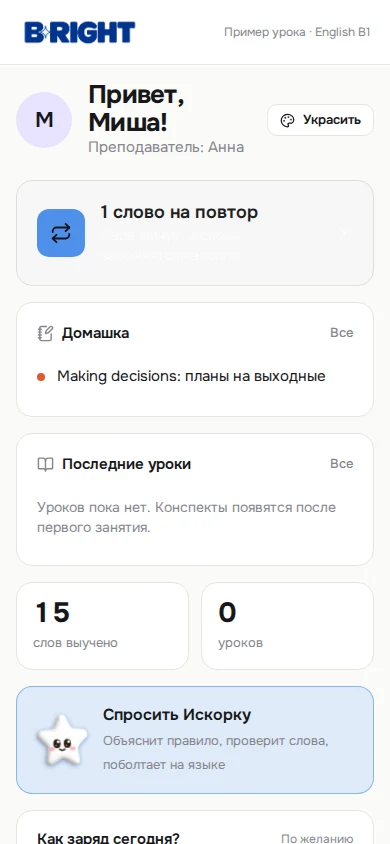 BRIGHT
Пример урока · English B1
Привет,
Миша!
М
Преподаватель: Анна
Украсить
1 слово на повтор
Домашка
Все
Making decisions: планы на выходные
Последние уроки
Все
Уроков пока нет. Конспекты появятся после
первого занятия.
15
слов выучено
0
уроков
Спросить Искорку
Объяснит правило, проверит слова,
поболтает на языке
Как заряд сегодня?
По желанию